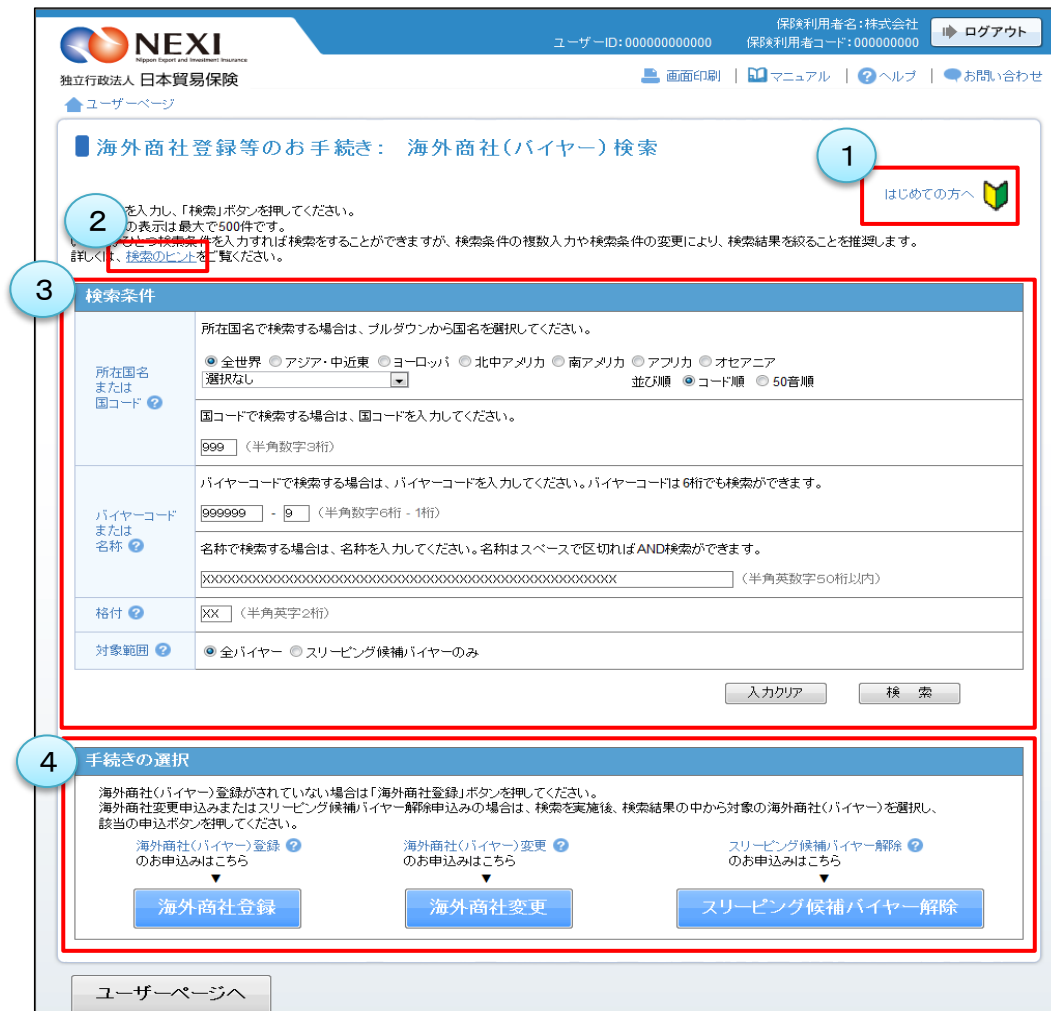 NEXI
Nippon Export and Investment Insurance
独立行政法人 日本貿易保険
ユーザーID:000000000000
保険利用者名:株式会社
保険利用者コード:000000000
ログアウト
画面印刷 | マニュアル | ヘルプ | お問い合わせ
ユーザーページ
海外商社登録等のお手続き: 海外商社(バイヤー)検索
1
はじめての方へ
2
を入力し、「検索」ボタンを押してください。
の表示は最大で500件です。
検索条件を入力すれば検索をすることができますが、検索条件の複数入力や検索条件の変更により、検索結果を絞ることを推奨します。
詳しくは、検索のヒントをご覧ください。
3
検索条件
所在国名
または
国コード ?
所在国名で検索する場合は、プルダウンから国名を選択してください。
全世界 アジア・中近東 ヨーロッパ 北中アメリカ 南アメリカ アフリカ オセアニア
選択なし 並び順 コード順 50音順
国コードで検索する場合は、国コードを入力してください。
999 (半角数字3桁)
バイヤーコード
または
名称 ?
バイヤーコードで検索する場合は、バイヤーコードを入力してください。バイヤーコードは6桁でも検索ができます。
999999 - 9 (半角数字6桁 - 1桁)
名称で検索する場合は、名称を入力してください。名称はスペースで区切ればAND検索ができます。
XXXXXXXXXXXXXXXXXXXXXXXXXXXXXXXXXXXXXXXXXXXXXXXXXX (半角英数字50桁以内)
格付 ? XX (半角英字2桁)
対象範囲 ? 全バイヤー スリーピング候補バイヤーのみ
入力クリア 検 索
4
手続きの選択
海外商社(バイヤー)登録がされていない場合は「海外商社登録」ボタンを押してください。
海外商社変更申込みまたはスリーピング候補バイヤー解除申込みの場合は、検索を実施後、検索結果の中から対象の海外商社(バイヤー)を選択し、
該当の申込ボタンを押してください。
海外商社(バイヤー)登録 ?
のお申込みはこちら
▼
海外商社登録
海外商社(バイヤー)変更 ?
のお申込みはこちら
▼
海外商社変更
スリーピング候補バイヤー解除 ?
のお申込みはこちら
▼
スリーピング候補バイヤー解除
ユーザーページへ